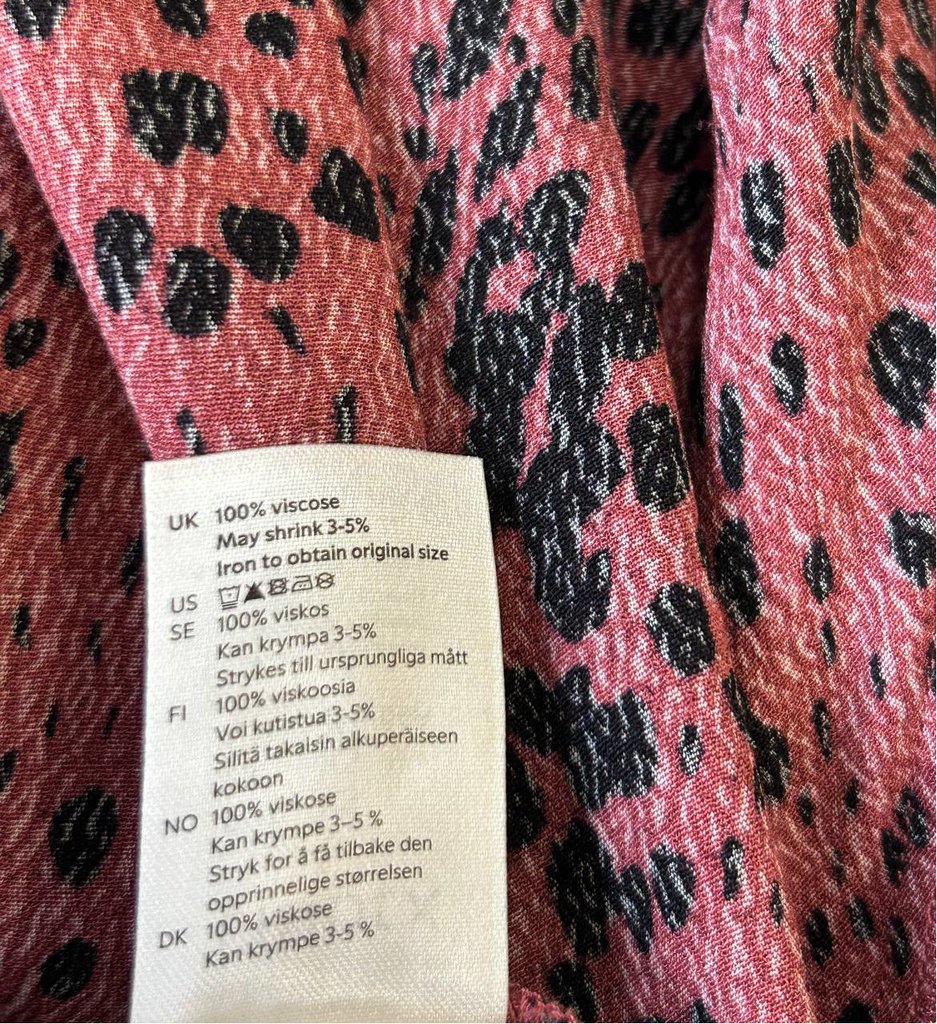 UK 100% viscose
May shrink 3-5%
Iron to obtain original size
US
SE 100% viskos
Kan krympa 3-5%
Strykes till ursprungliga mått
FI 100% viskoosia
Voi kutistua 3-5%
Silitä takaisin alkuperäiseen
kokoon
NO 100% viskose
Kan krympe 3–5 %
Stryk for å få tilbake den
opprinnelige størrelsen
DK 100% viskose
Kan krympe 3-5 %